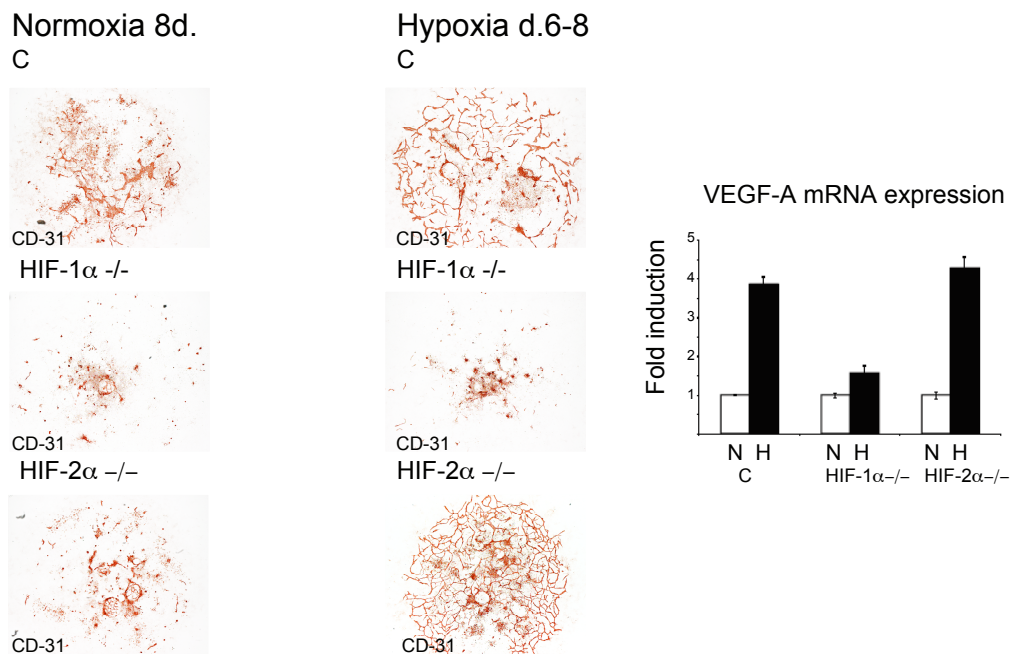 Normoxia 8d.
C
CD-31
HIF-1α -/-
CD-31
HIF-2α –/–
CD-31
Hypoxia d.6-8
C
CD-31
HIF-1α -/-
CD-31
HIF-2α –/–
CD-31
VEGF-A mRNA expression
Fold induction
5
4
3
2
1
N H N H N H
C HIF-1α–/– HIF-2α–/–